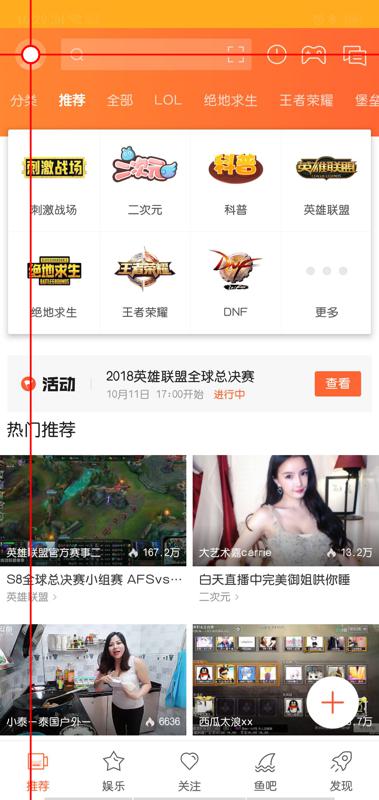 分类 推荐 全部 LOL 绝地求生 王者荣耀
刺激战场 二次元 科普 英雄联盟
刺激战场 二次元 科普 英雄联盟
绝地求生 王者荣耀 DNF
绝地求生 王者荣耀 DNF 更多
活动
2018英雄联盟全球总决赛
10月11日 17:00开始 进行中
查看
热门推荐
英雄联盟官方赛事二 167.2万
大艺术嘉carrie 13.2万
S8全球总决赛小组赛 AFSvs…
白天直播中完美御姐哄你睡
英雄联盟
二次元
小泰一泰国户外一 6636
西瓜太浪xx
推荐 娱乐 关注 鱼吧 发现